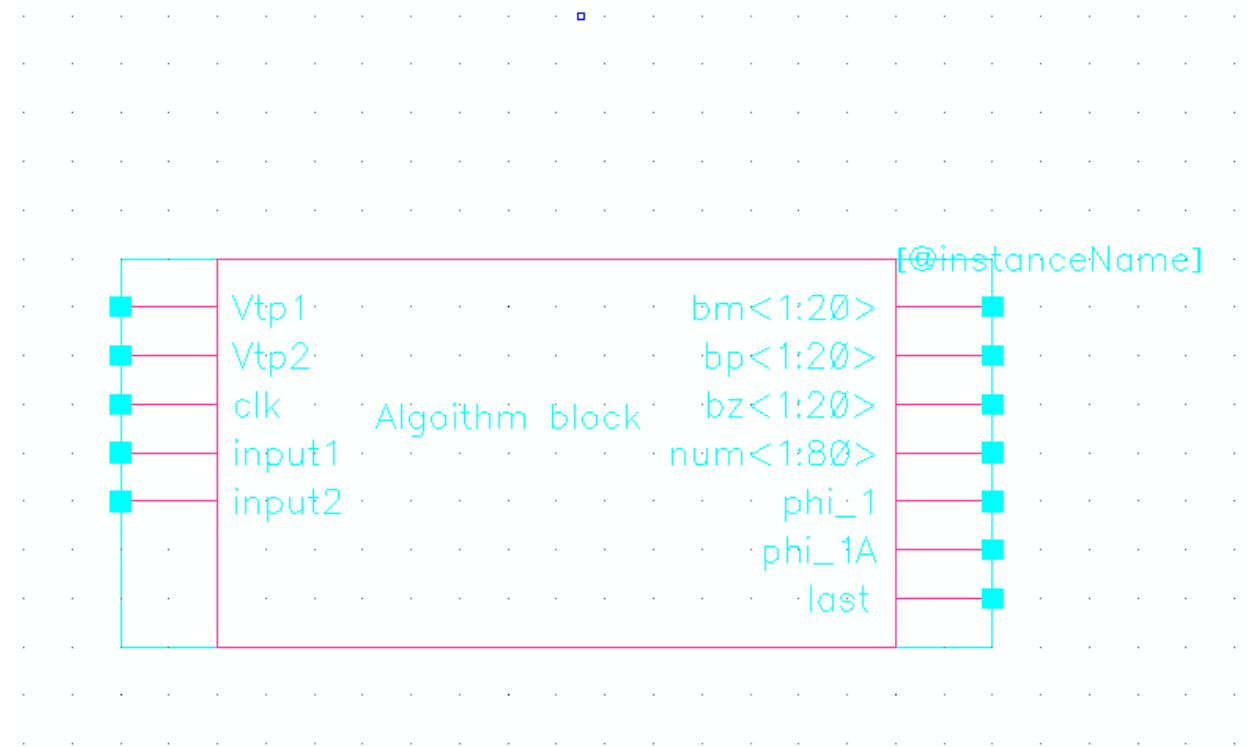 [@instanceName]
Vtp1
Vtp2
clk
input1
input2
Algoithm block
bm<1:20>
bp<1:20>
bz<1:20>
num<1:80>
phi_1
phi_1A
last